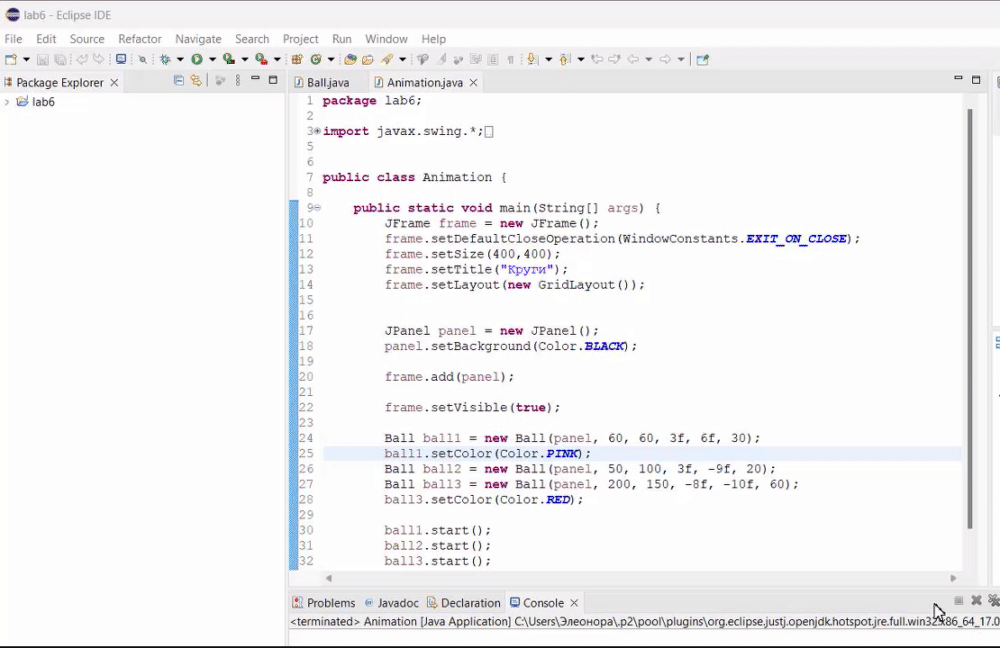 lab6 - Eclipse IDE
File Edit Source Refactor Navigate Search Project Run Window Help
Package Explorer
lab6
Ball.java Animation.java
1 package lab6;
2
3 import javax.swing.*;
5
6
7 public class Animation {
8
9 public static void main(String[] args) {
10 JFrame frame = new JFrame();
11 frame.setDefaultCloseOperation(WindowConstants.EXIT_ON_CLOSE);
12 frame.setSize(400,400);
13 frame.setTitle("Круги");
14 frame.setLayout(new GridLayout());
15
16
17 JPanel panel = new JPanel();
18 panel.setBackground(Color.BLACK);
19
20 frame.add(panel);
21
22 frame.setVisible(true);
23
24 Ball ball1 = new Ball(panel, 60, 60, 3f, 6f, 30);
25 ball1.setColor(Color.PINK);
26 Ball ball2 = new Ball(panel, 50, 100, 3f, -9f, 20);
27 Ball ball3 = new Ball(panel, 200, 150, -8f, -10f, 60);
28 ball3.setColor(Color.RED);
29
30 ball1.start();
31 ball2.start();
32 ball3.start();
Problems Javadoc Declaration Console
<terminated> Animation [Java Application] C:\Users\Элеонора\.p2\pool\plugins\org.eclipse.justj.openjdk.hotspot.jre.full.win32.x86_64_17.0